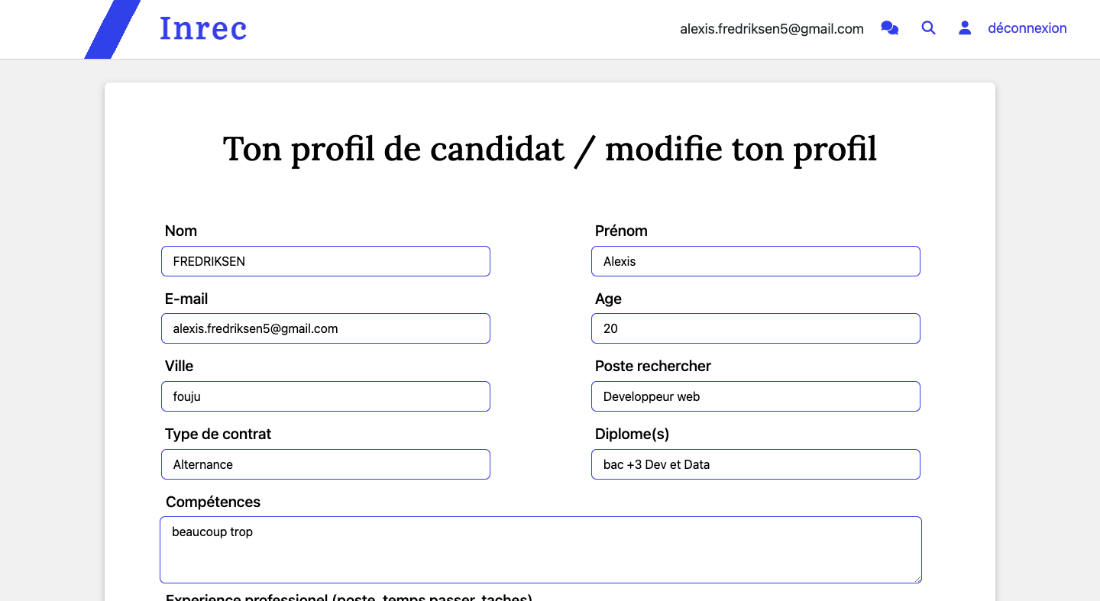 Inrec
alexis.fredriksen5@gmail.com
déconnexion
Ton profil de candidat / modifie ton profil
Nom
FREDRIKSEN
Prénom
Alexis
E-mail
alexis.fredriksen5@gmail.com
Age
20
Ville
fouju
Poste rechercher
Developpeur web
Type de contrat
Alternance
Diplome(s)
bac +3 Dev et Data
Compétences
beaucoup trop
Experience professionel (poste, temps passer, taches)